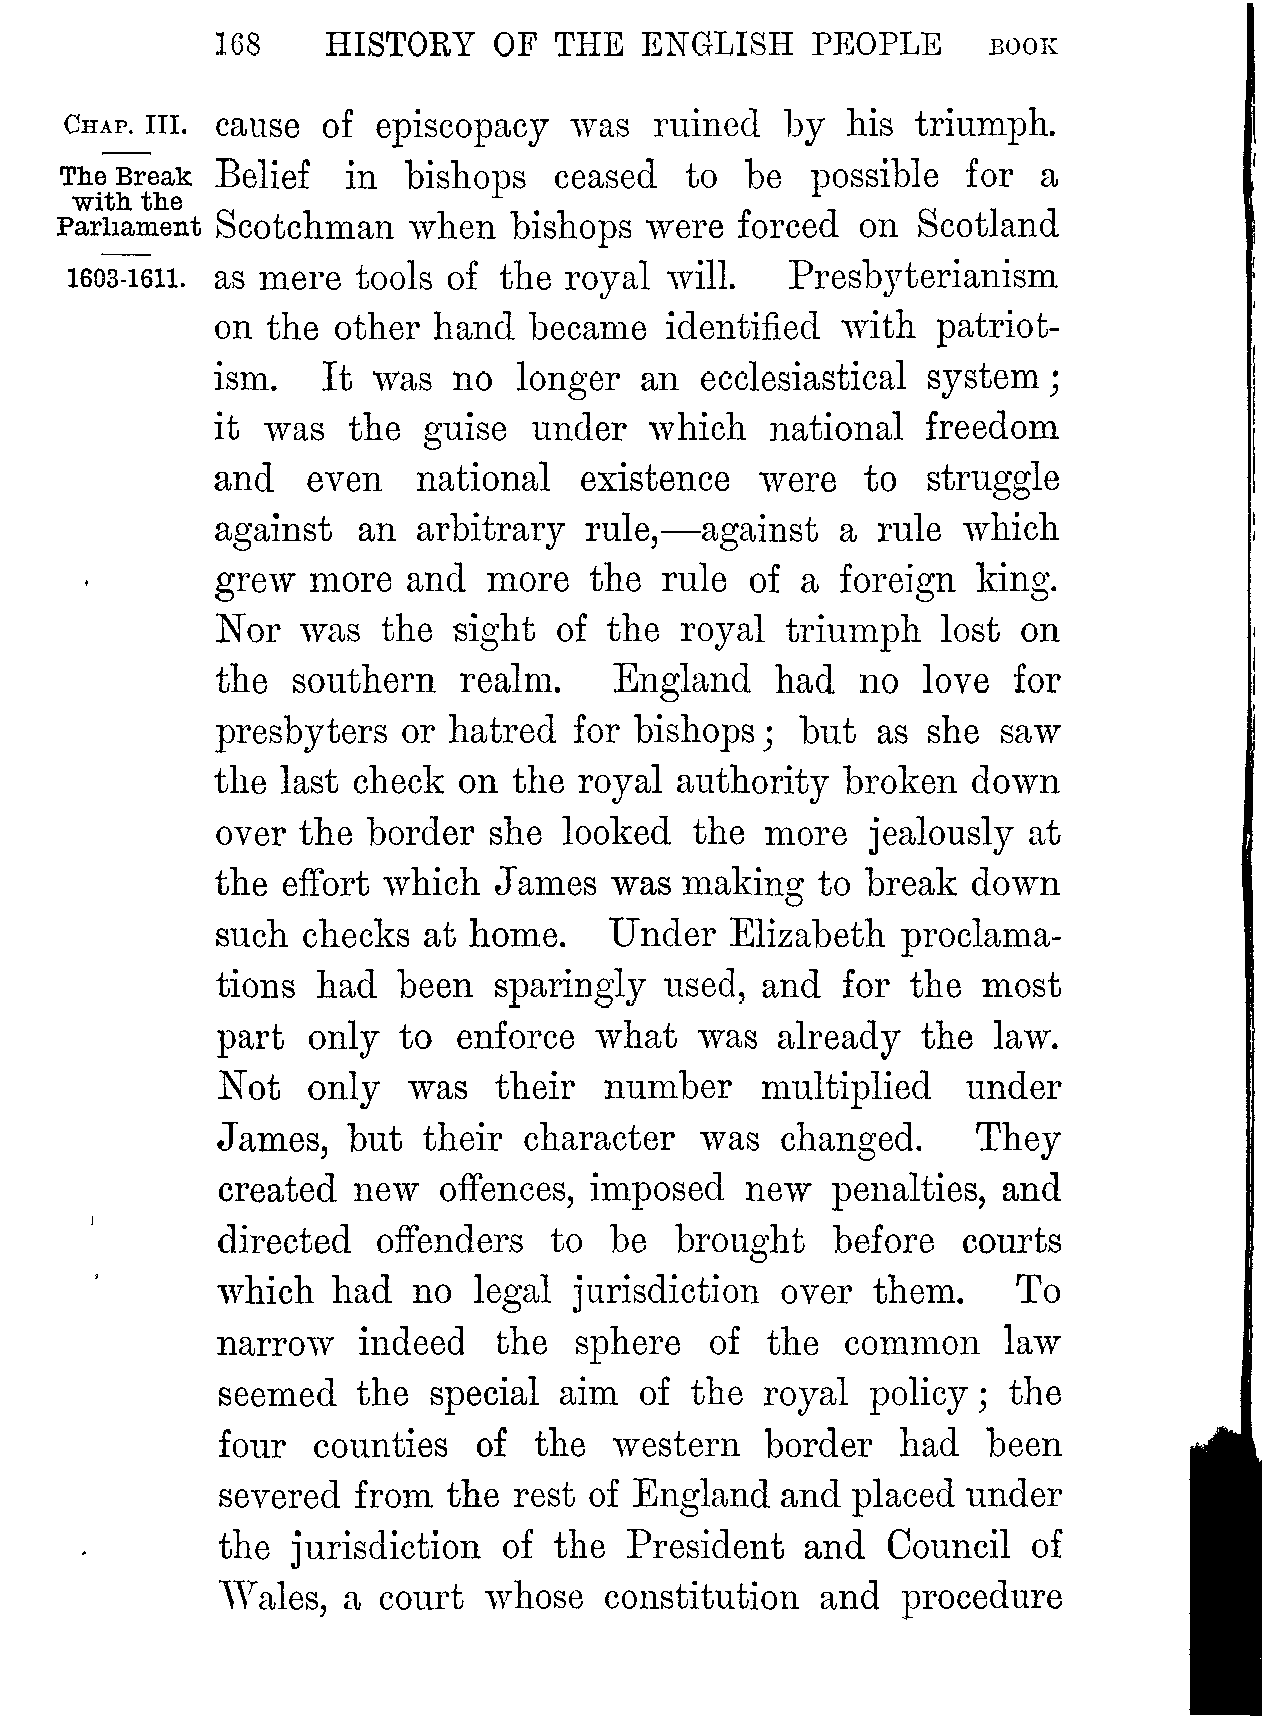 168 HISTORY OF THE ENGLISH PEOPLE BOOK
CHAP. III.
The Break
with the
Parliament
1603-1611.
cause of episcopacy was ruined by his triumph.
Belief in bishops ceased to be possible for a
Scotchman when bishops were forced on Scotland
as mere tools of the royal will. Presbyterianism
on the other hand became identified with patriot-
ism. It was no longer an ecclesiastical system;
it was the guise under which national freedom
and even national existence were to struggle
against an arbitrary rule,—against a rule which
grew more and more the rule of a foreign king.
Nor was the sight of the royal triumph lost on
the southern realm. England had no love for
presbyters or hatred for bishops; but as she saw
the last check on the royal authority broken down
over the border she looked the more jealously at
the effort which James was making to break down
such checks at home. Under Elizabeth proclama-
tions had been sparingly used, and for the most
part only to enforce what was already the law.
Not only was their number multiplied under
James, but their character was changed. They
created new offences, imposed new penalties, and
directed offenders to be brought before courts
which had no legal jurisdiction over them. To
narrow indeed the sphere of the common law
seemed the special aim of the royal policy; the
four counties of the western border had been
severed from the rest of England and placed under
the jurisdiction of the President and Council of
Wales, a court whose constitution and procedure